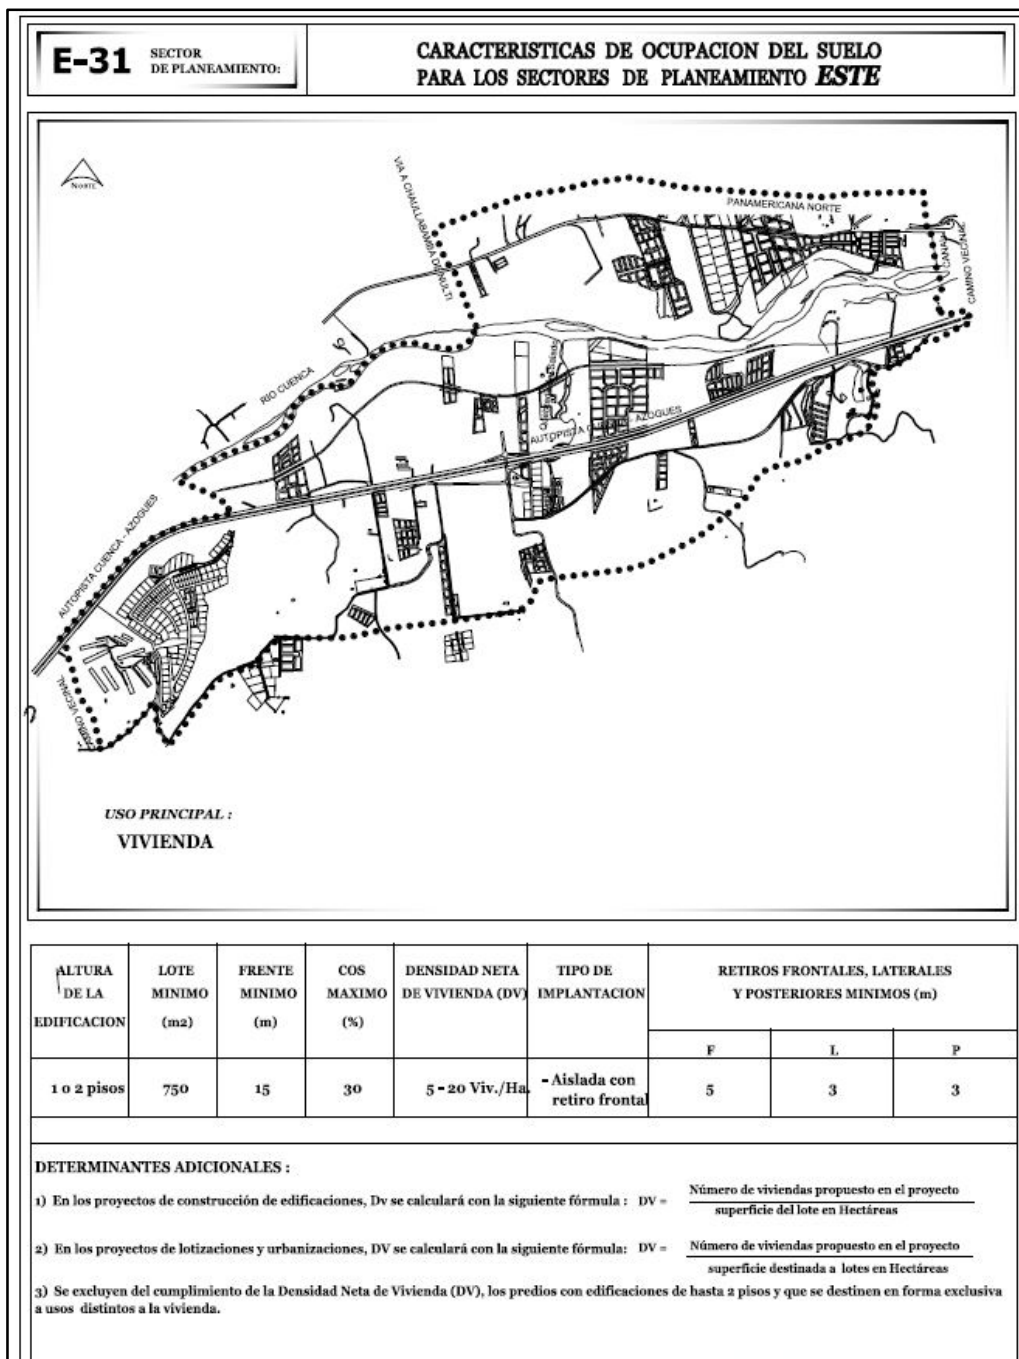 E-31 SECTOR
DE PLANEAMIENTO:
CARACTERISTICAS DE OCUPACION DEL SUELO
PARA LOS SECTORES DE PLANEAMIENTO ESTE
NORTE
VIA A CHAULLABAMBA DE NULTI
PANAMERICANA NORTE
CANAL
CAMINO VECINAL
RIO CUENCA
AUTOPISTA CUENCA - AZOGUES
AUTOPISTA CUENCA - AZOGUES
CAMINO VECINAL
USO PRINCIPAL :
VIVIENDA
ALTURA
DE LA
EDIFICACION
LOTE
MINIMO
(m2)
FRENTE
MINIMO
(m)
COS
MAXIMO
(%)
DENSIDAD NETA
DE VIVIENDA (DV)
TIPO DE
IMPLANTACION
RETIROS FRONTALES, LATERALES
Y POSTERIORES MINIMOS (m)
F L P
1 o 2 pisos 750 15 30 5 - 20 Viv./Ha. - Aislada con
retiro frontal 5 3 3
DETERMINANTES ADICIONALES :
1) En los proyectos de construcción de edificaciones, Dv se calculará con la siguiente fórmula : DV = Número de viviendas propuesto en el proyecto
superficie del lote en Hectáreas
2) En los proyectos de lotizaciones y urbanizaciones, DV se calculará con la siguiente fórmula: DV = Número de viviendas propuesto en el proyecto
superficie destinada a lotes en Hectáreas
3) Se excluyen del cumplimiento de la Densidad Neta de Vivienda (DV), los predios con edificaciones de hasta 2 pisos y que se destinen en forma exclusiva
a usos distintos a la vivienda.